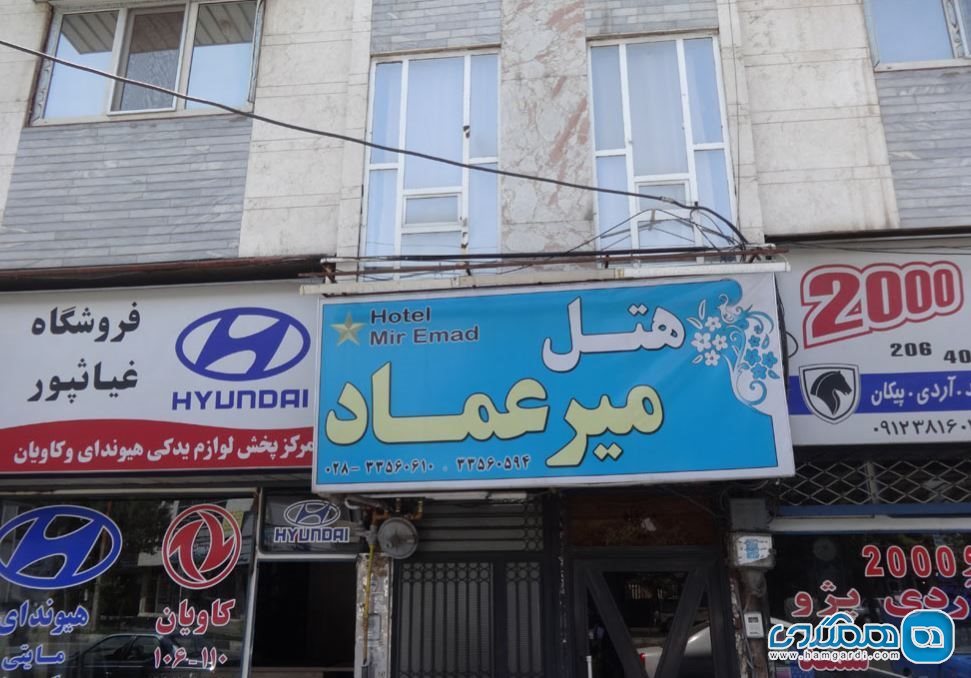 فروشگاه
غیاثپور
HYUNDAI
مرکز پخش لوازم یدکی هیوندای وکاویان
Hotel
Mir Emad
هتل
میرعماد
۰۲۸- ۳۳۵۶۰۶۱۰ - ۳۳۵۶۰۵۹۴
2000
206
آردی . پیکان
HYUNDAI
هیوندای
مایتی
کاویان
۱۰۶-۱۱۰
2000
پژو
www.hamgardi.com